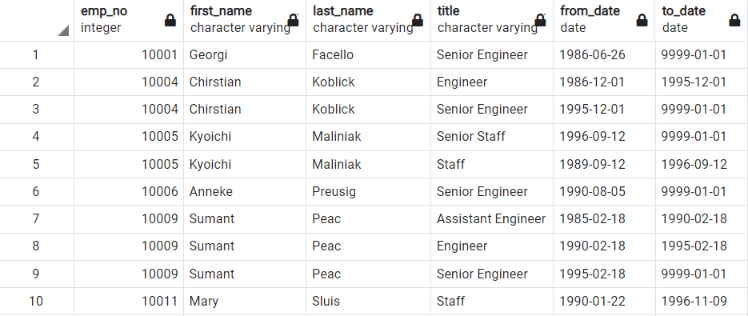 emp_no first_name last_name title from_date to_date
integer character varying character varying character varying date date
1 10001 Georgi Facello Senior Engineer 1986-06-26 9999-01-01
2 10004 Chirstian Koblick Engineer 1986-12-01 1995-12-01
3 10004 Chirstian Koblick Senior Engineer 1995-12-01 9999-01-01
4 10005 Kyoichi Maliniak Senior Staff 1996-09-12 9999-01-01
5 10005 Kyoichi Maliniak Staff 1989-09-12 1996-09-12
6 10006 Anneke Preusig Senior Engineer 1990-08-05 9999-01-01
7 10009 Sumant Peac Assistant Engineer 1985-02-18 1990-02-18
8 10009 Sumant Peac Engineer 1990-02-18 1995-02-18
9 10009 Sumant Peac Senior Engineer 1995-02-18 9999-01-01
10 10011 Mary Sluis Staff 1990-01-22 1996-11-09